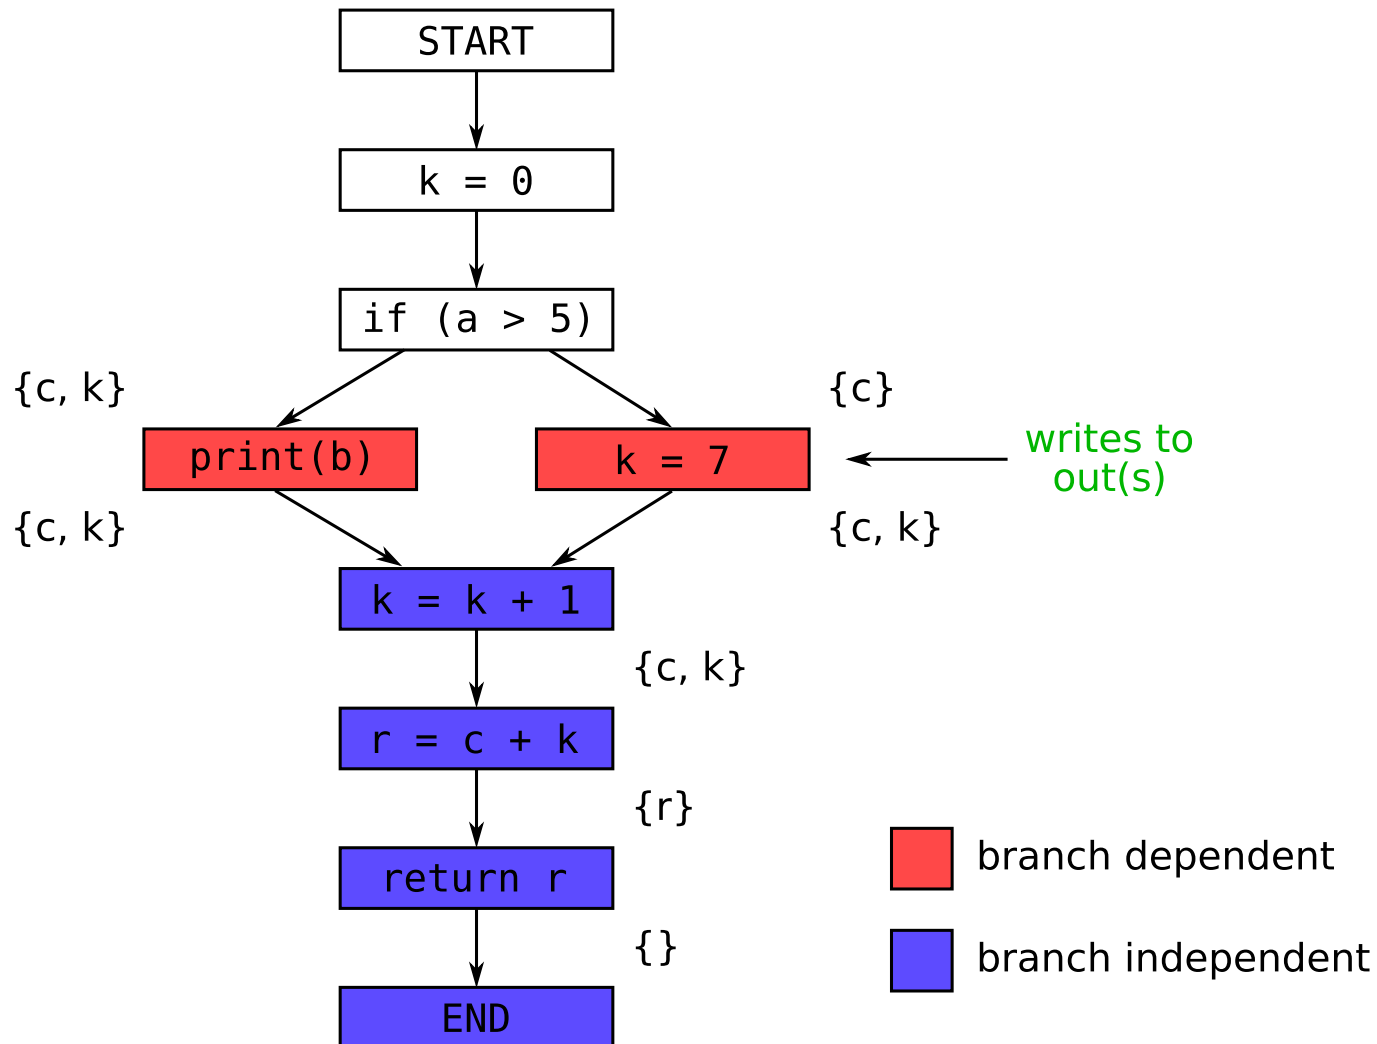 START
k = 0
if (a > 5)
{c, k}
{c}
print(b)
k = 7
writes to
out(s)
{c, k}
{c, k}
k = k + 1
{c, k}
r = c + k
{r}
return r
{}
END
branch dependent
branch independent